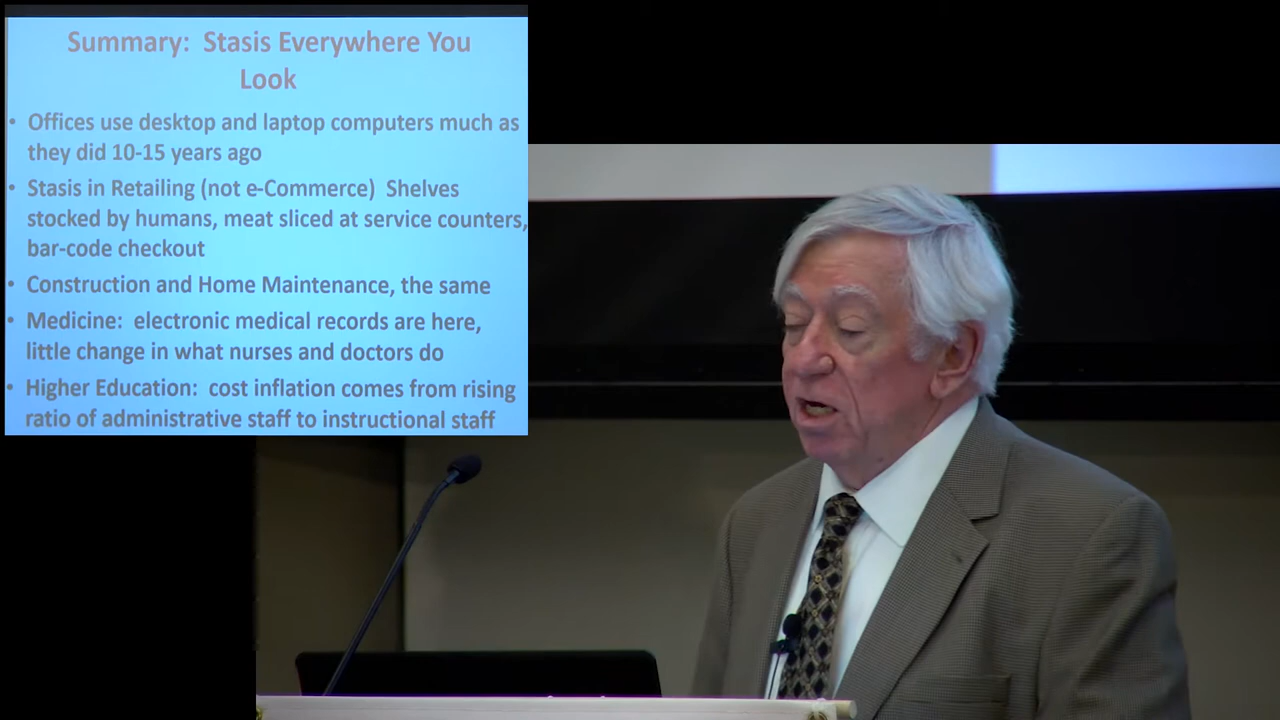 Summary: Stasis Everywhere You
Look
• Offices use desktop and laptop computers much as
they did 10-15 years ago
• Stasis in Retailing (not e-Commerce) Shelves
stocked by humans, meat sliced at service counters,
bar-code checkout
• Construction and Home Maintenance, the same
• Medicine: electronic medical records are here,
little change in what nurses and doctors do
• Higher Education: cost inflation comes from rising
ratio of administrative staff to instructional staff